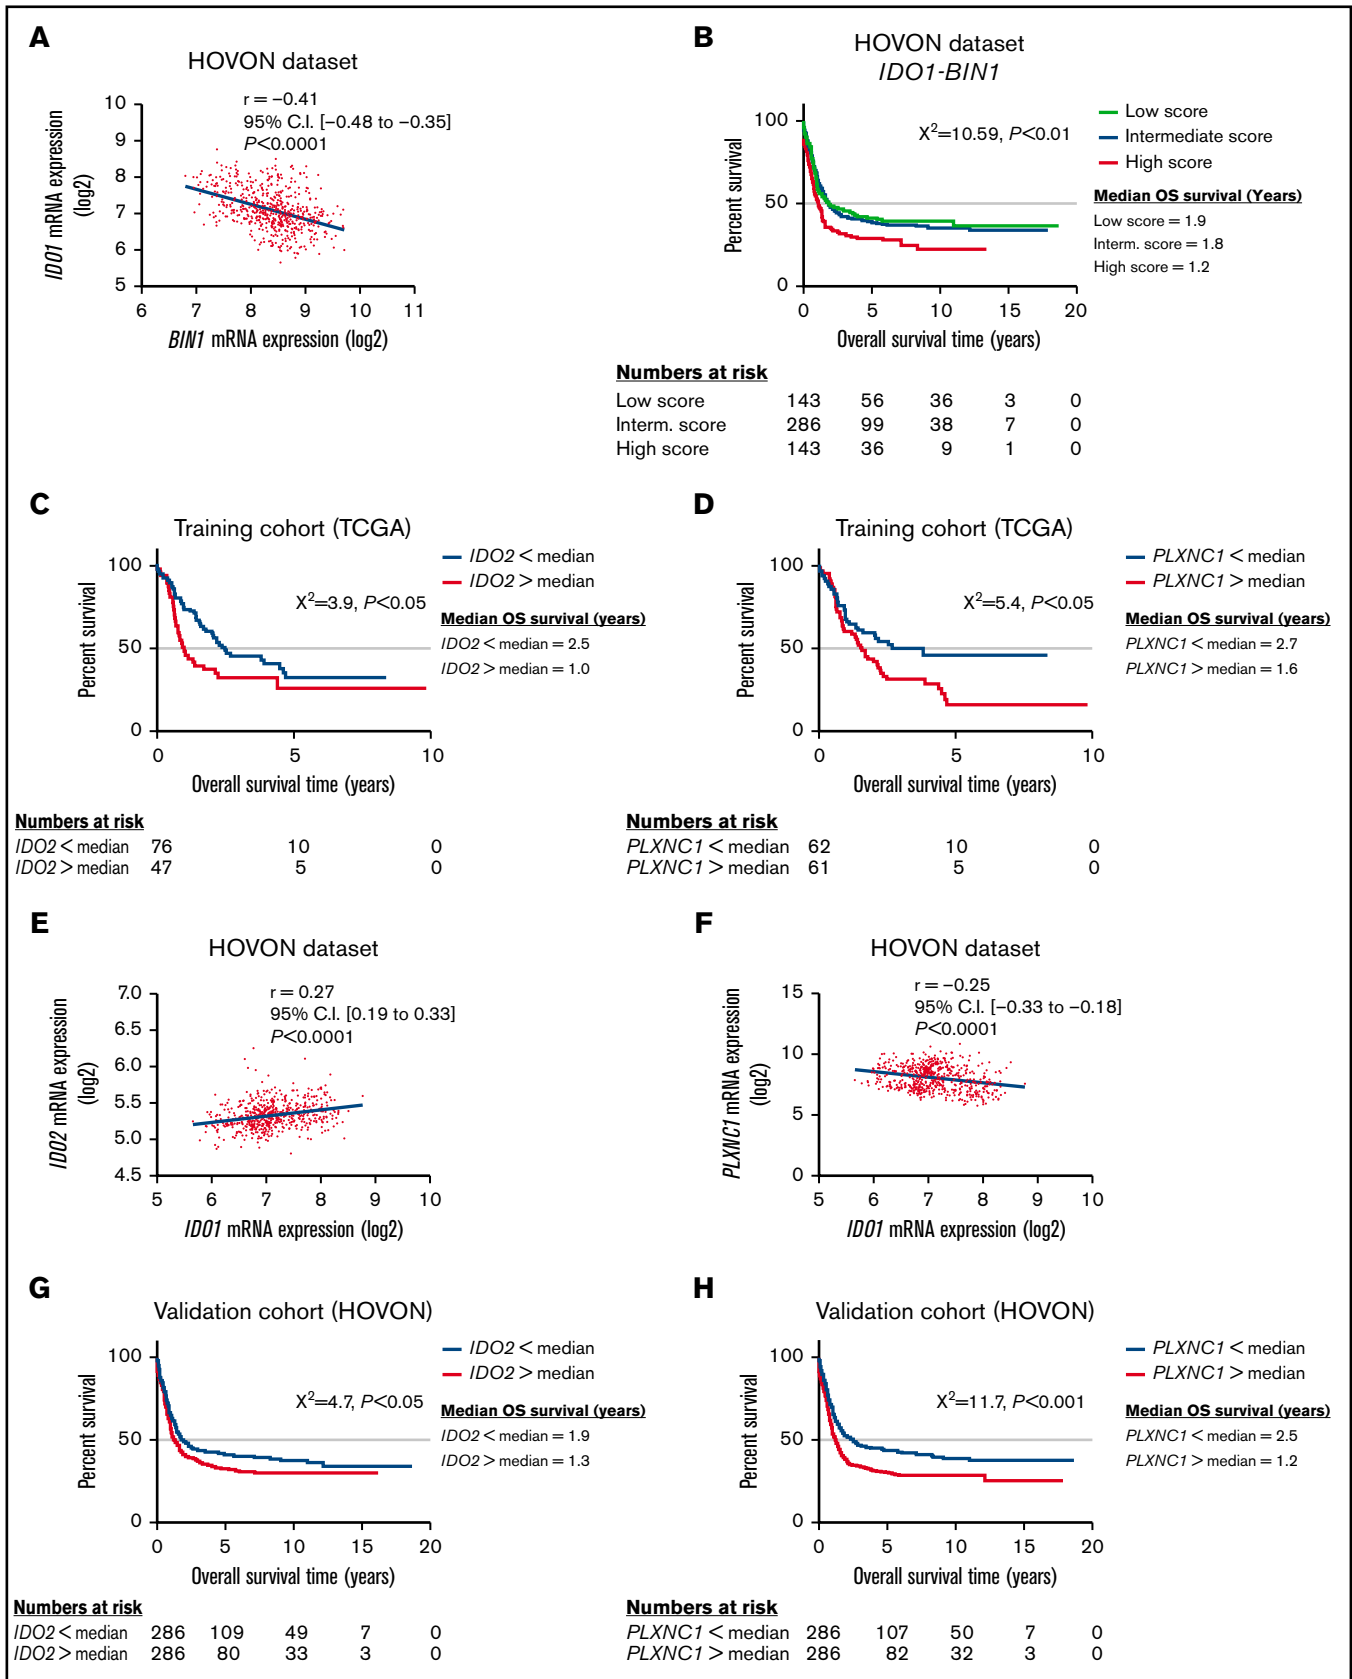 A
HOVON dataset
r = –0.41
95% C.I. [–0.48 to –0.35]
P<0.0001
IDO1 mRNA expression
(log2)
10
9
8
7
6
5
6 7 8 9 10 11
BIN1 mRNA expression (log2)
B
HOVON dataset
IDO1-BIN1
X2=10.59, P<0.01
Percent survival
100
50
0
0 5 10 15 20
Overall survival time (years)
Low score
Intermediate score
High score
Median OS survival (Years)
Low score = 1.9
Interm. score = 1.8
High score = 1.2
Numbers at risk
Low score 143 56 36 3 0
Interm. score 286 99 38 7 0
High score 143 36 9 1 0
C
Training cohort (TCGA)
X2=3.9, P<0.05
Percent survival
100
50
0
0 5 10
Overall survival time (years)
IDO2 < median
IDO2 > median
Median OS survival (years)
IDO2 < median = 2.5
IDO2 > median = 1.0
Numbers at risk
IDO2 < median 76 10 0
IDO2 > median 47 5 0
D
Training cohort (TCGA)
X2=5.4, P<0.05
Percent survival
100
50
0
0 5 10
Overall survival time (years)
PLXNC1 < median
PLXNC1 > median
Median OS survival (years)
PLXNC1 < median = 2.7
PLXNC1 > median = 1.6
Numbers at risk
PLXNC1 < median 62 10 0
PLXNC1 > median 61 5 0
E
HOVON dataset
r = 0.27
95% C.I. [0.19 to 0.33]
P<0.0001
IDO2 mRNA expression
(log2)
7.0
6.5
6.0
5.5
5.0
4.5
5 6 7 8 9 10
IDO1 mRNA expression (log2)
F
HOVON dataset
r = –0.25
95% C.I. [–0.33 to –0.18]
P<0.0001
PLXNC1 mRNA expression
(log2)
15
10
5
0
5 6 7 8 9 10
IDO1 mRNA expression (log2)
G
Validation cohort (HOVON)
X2=4.7, P<0.05
Percent survival
100
50
0
0 5 10 15 20
Overall survival time (years)
IDO2 < median
IDO2 > median
Median OS survival (years)
IDO2 < median = 1.9
IDO2 > median = 1.3
Numbers at risk
IDO2 < median 286 109 49 7 0
IDO2 > median 286 80 33 3 0
H
Validation cohort (HOVON)
X2=11.7, P<0.001
Percent survival
100
50
0
0 5 10 15 20
Overall survival time (years)
PLXNC1 < median
PLXNC1 > median
Median OS survival (years)
PLXNC1 < median = 2.5
PLXNC1 > median = 1.2
Numbers at risk
PLXNC1 < median 286 107 50 7 0
PLXNC1 > median 286 82 32 3 0